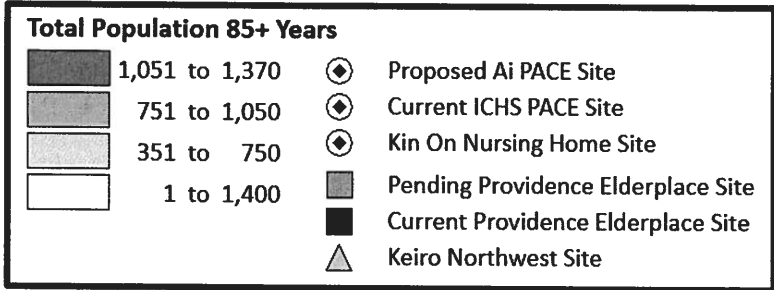 Total Population 85+ Years
1,051 to 1,370 Proposed Ai PACE Site
751 to 1,050 Current ICHS PACE Site
351 to 750 Kin On Nursing Home Site
1 to 1,400 Pending Providence Elderplace Site
Current Providence Elderplace Site
Keiro Northwest Site